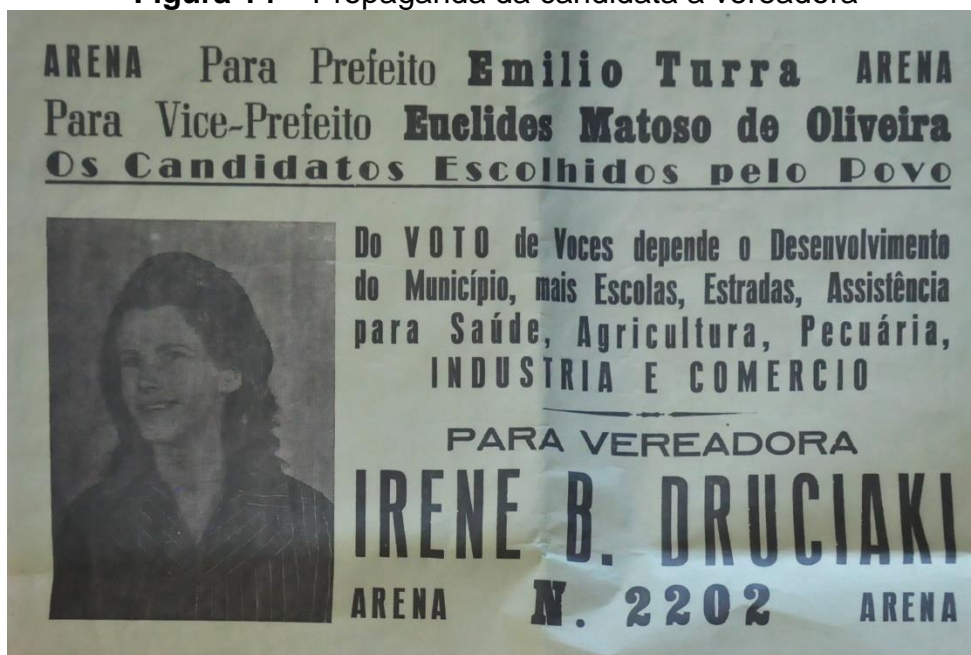 Propaganda da candidata a vereadora
ARENA Para Prefeito Emilio Turra ARENA
Para Vice-Prefeito Euclides Matoso de Oliveira
Os Candidatos Escolhidos pelo Povo
Do VOTO de Voces depende o Desenvolvimento
do Município, mais Escolas, Estradas, Assistência
para Saúde, Agricultura, Pecuária,
INDUSTRIA E COMERCIO
PARA VEREADORA
IRENE B. DRUCIAKI
ARENA N. 2202 ARENA